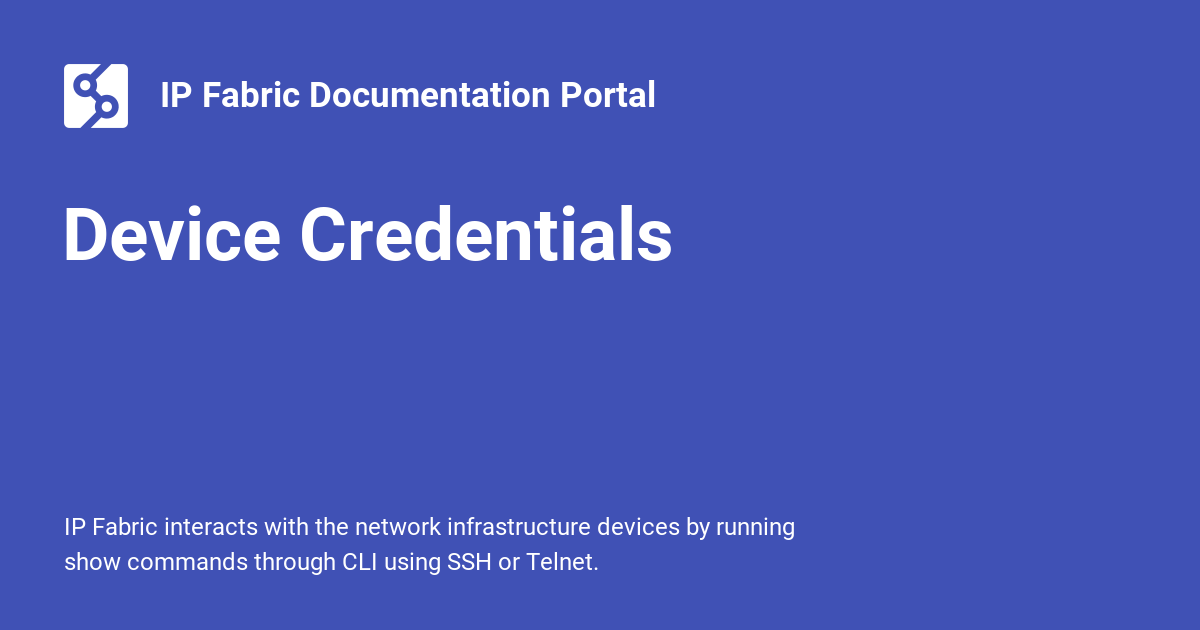 IP Fabric Documentation Portal
Device Credentials
IP Fabric interacts with the network infrastructure devices by running
show commands through CLI using SSH or Telnet.